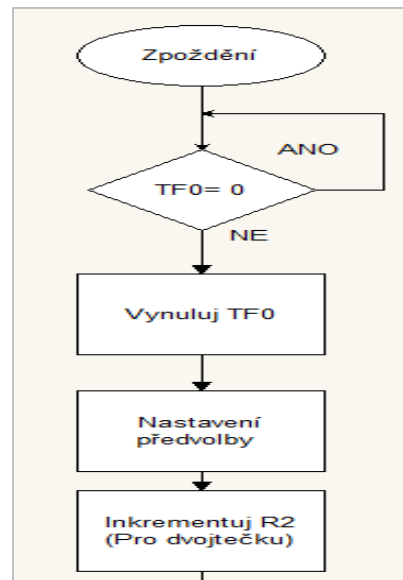 Zpoždění
ANO
TF0= 0
NE
Vynuluj TF0
Nastavení
předvolby
Inkrementuj R2
(Pro dvojtečku)